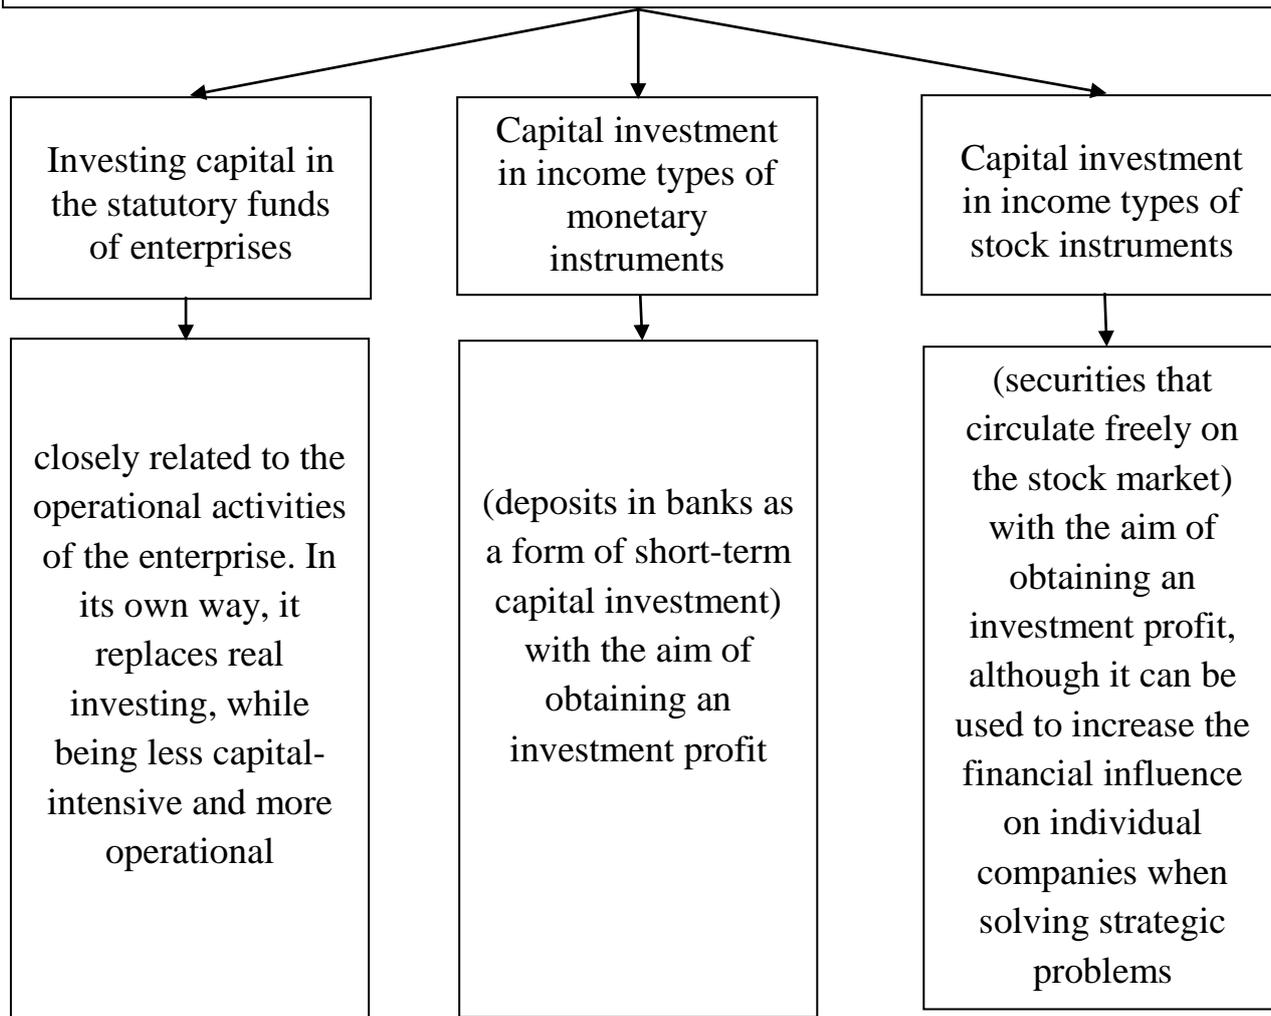 Investing capital in
the statutory funds
of enterprises
Capital investment
in income types of
monetary
instruments
Capital investment
in income types of
stock instruments
closely related to the
operational activities
of the enterprise. In
its own way, it
replaces real
investing, while
being less capital-
intensive and more
operational
(deposits in banks as
a form of short-term
capital investment)
with the aim of
obtaining an
investment profit
(securities that
circulate freely on
the stock market)
with the aim of
obtaining an
investment profit,
although it can be
used to increase the
financial influence
on individual
companies when
solving strategic
problems